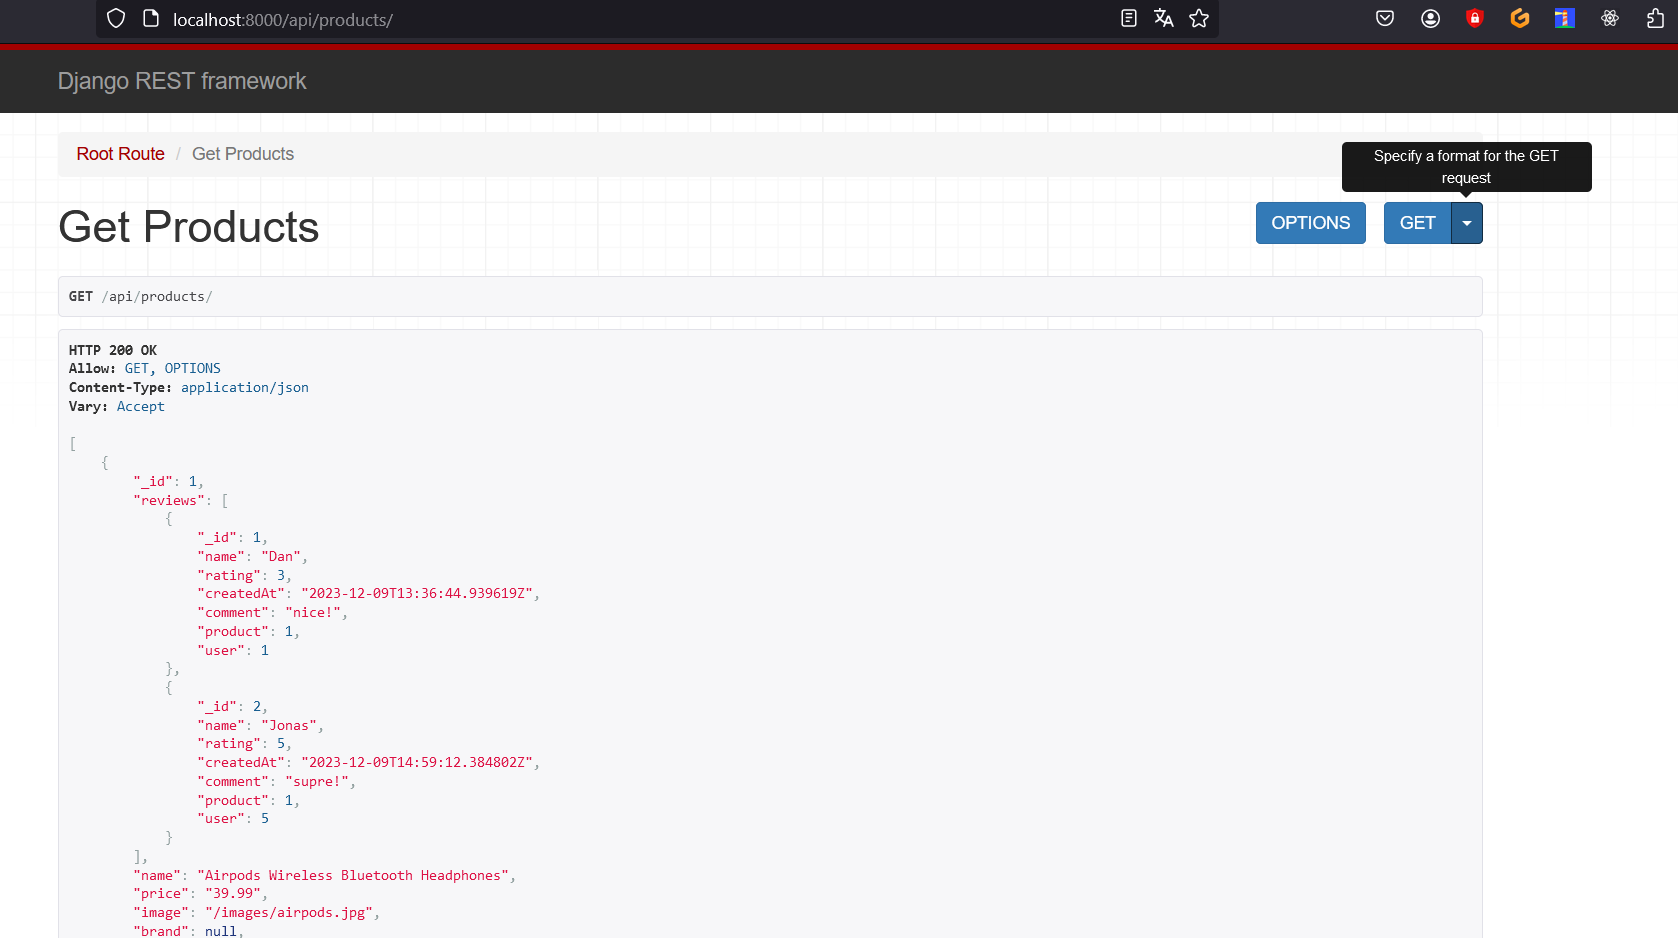 localhost:8000/api/products/
Django REST framework
Root Route / Get Products
Specify a format for the GET
request
Get Products
OPTIONS
GET
GET /api/products/
HTTP 200 OK
Allow: GET, OPTIONS
Content-Type: application/json
Vary: Accept
[
{
"_id": 1,
"reviews": [
{
"_id": 1,
"name": "Dan",
"rating": 3,
"createdAt": "2023-12-09T13:36:44.939619Z",
"comment": "nice!",
"product": 1,
"user": 1
},
{
"_id": 2,
"name": "Jonas",
"rating": 5,
"createdAt": "2023-12-09T14:59:12.384802Z",
"comment": "supre!",
"product": 1,
"user": 5
}
],
"name": "Airpods Wireless Bluetooth Headphones",
"price": "39.99",
"image": "/images/airpods.jpg",
"brand": null,